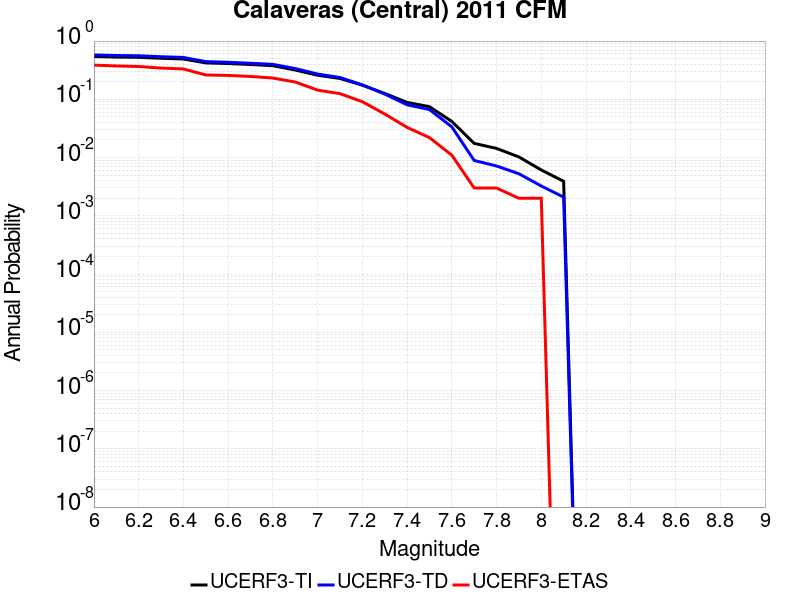 Calaveras (Central) 2011 CFM
10^0
10^-1
10^-2
10^-3
10^-4
10^-5
10^-6
10^-7
10^-8
Annual Probability
6 6.2 6.4 6.6 6.8 7 7.2 7.4 7.6 7.8 8 8.2 8.4 8.6 8.8 9
Magnitude
UCERF3-TI UCERF3-TD UCERF3-ETAS